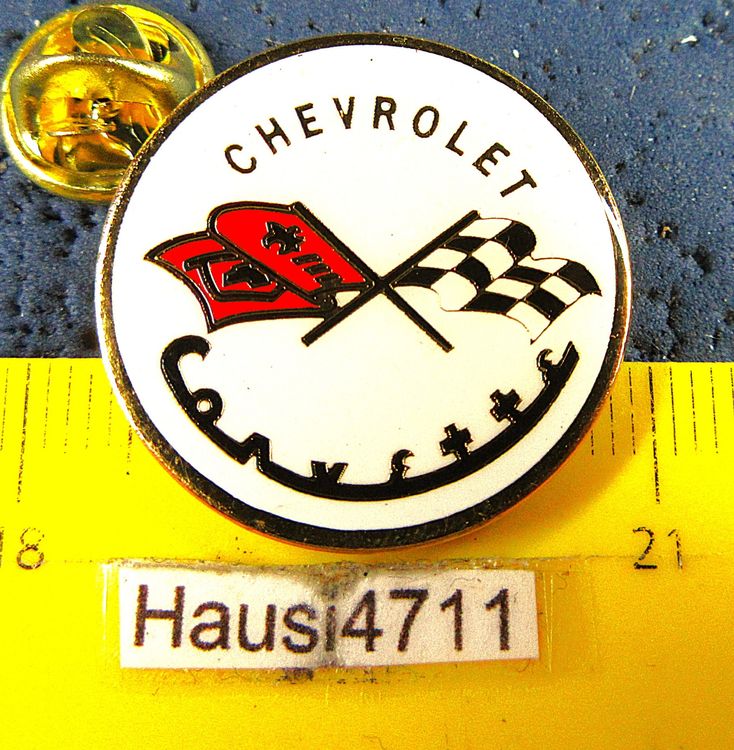 CHEVROLET
Corvette
18 21
Hausi4711